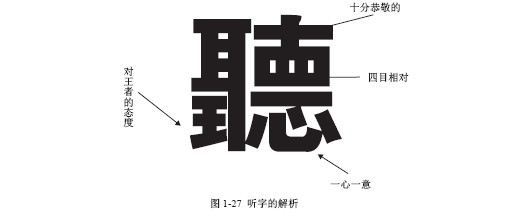 十分恭敬的
聽
四目相对
对王者的态度
一心一意
图 1-27 听字的解析